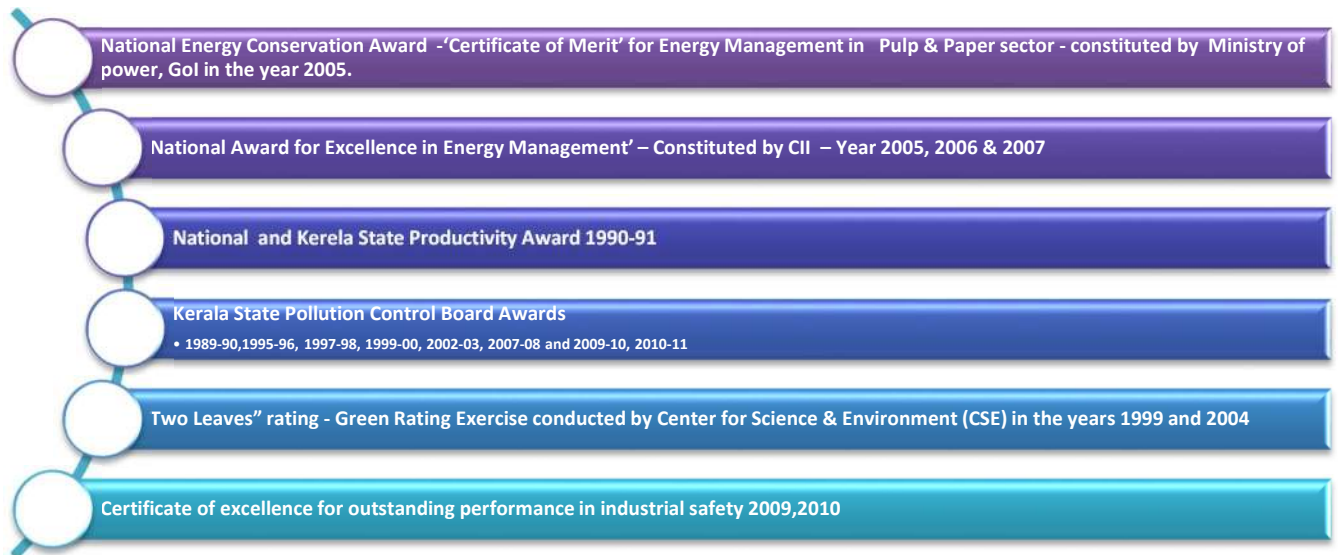 National Energy Conservation Award -‘Certificate of Merit’ for Energy Management in Pulp & Paper sector - constituted by Ministry of
power, GoI in the year 2005.
National Award for Excellence in Energy Management’ – Constituted by CII – Year 2005, 2006 & 2007
National and Kerela State Productivity Award 1990-91
Kerala State Pollution Control Board Awards
• 1989-90,1995-96, 1997-98, 1999-00, 2002-03, 2007-08 and 2009-10, 2010-11
Two Leaves” rating - Green Rating Exercise conducted by Center for Science & Environment (CSE) in the years 1999 and 2004
Certificate of excellence for outstanding performance in industrial safety 2009,2010